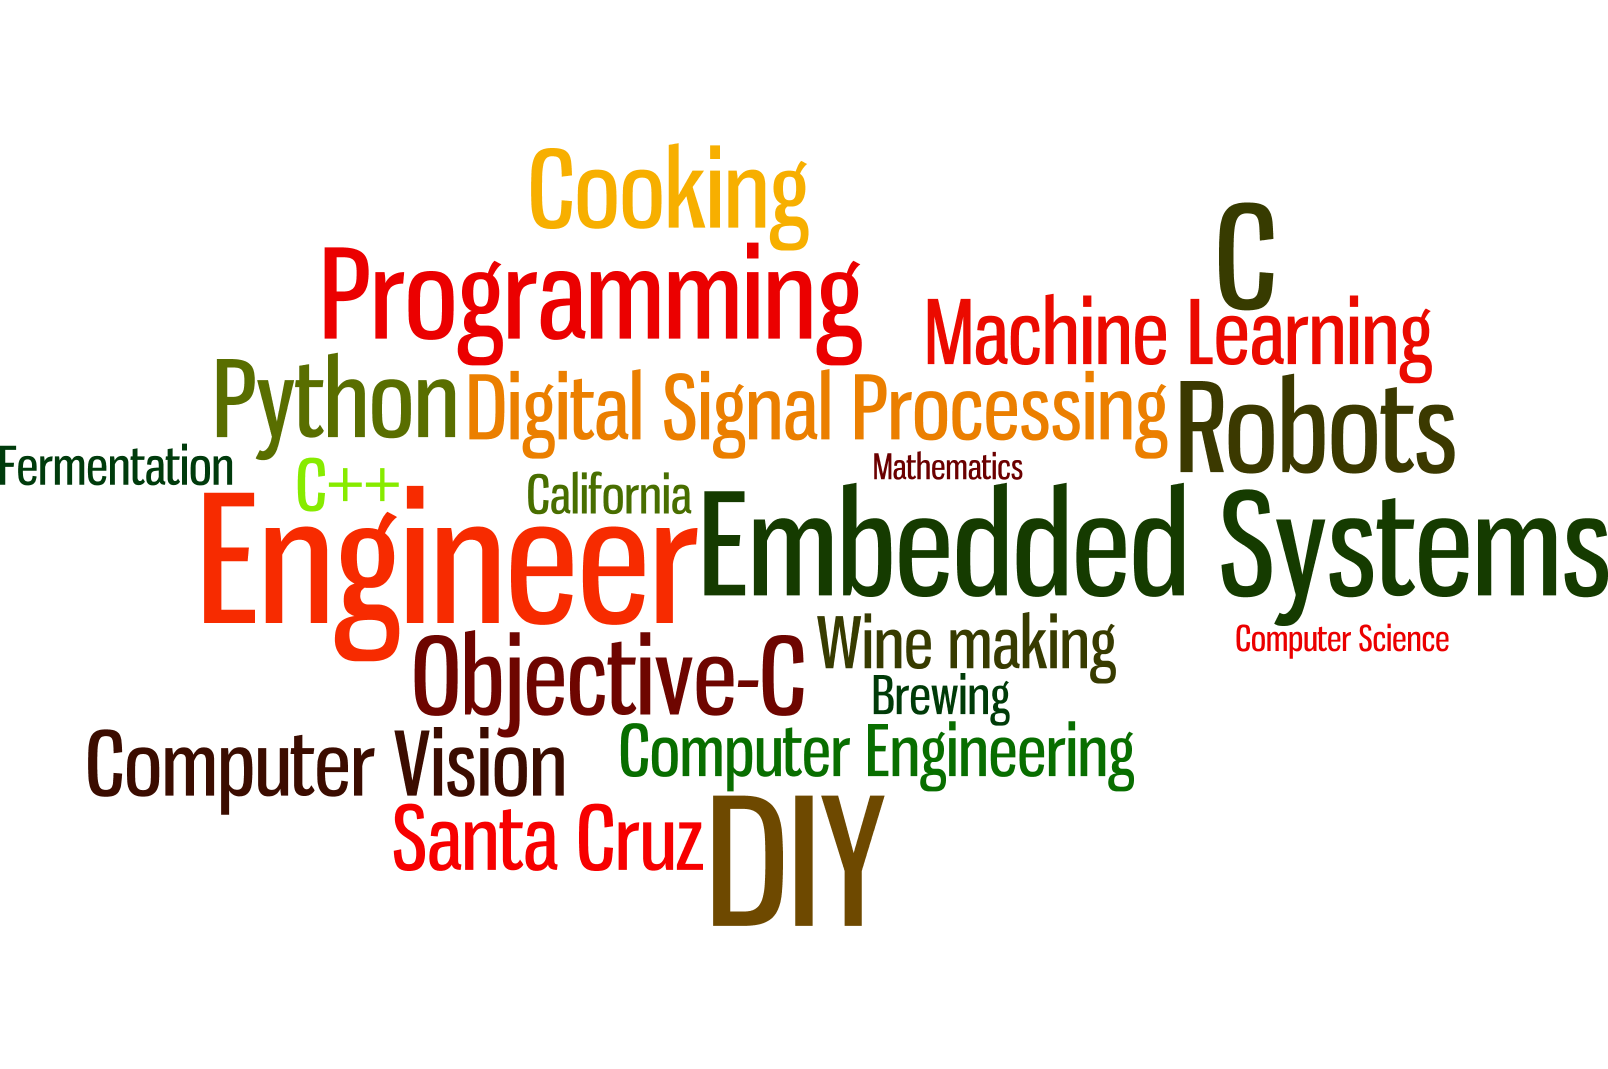 Cooking
C
Programming
Machine Learning
Python
Digital Signal Processing
Robots
Fermentation
C++
California
Mathematics
Engineer
Embedded Systems
Objective-C
Wine making
Computer Science
Brewing
Computer Vision
Computer Engineering
Santa Cruz
DIY